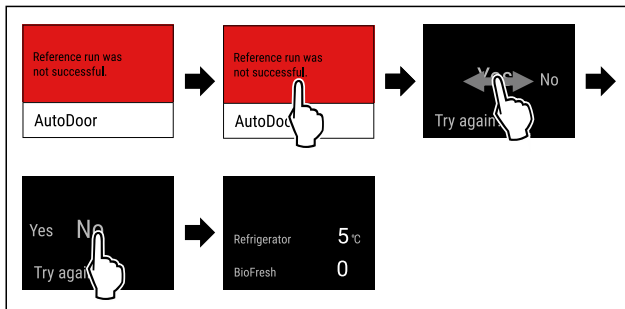 Reference run was
not successful.
AutoDoor
Reference run was
not successful.
AutoDoor
Yes No
Try again
Yes No
Try again
Refrigerator 5 °C
BioFresh 0